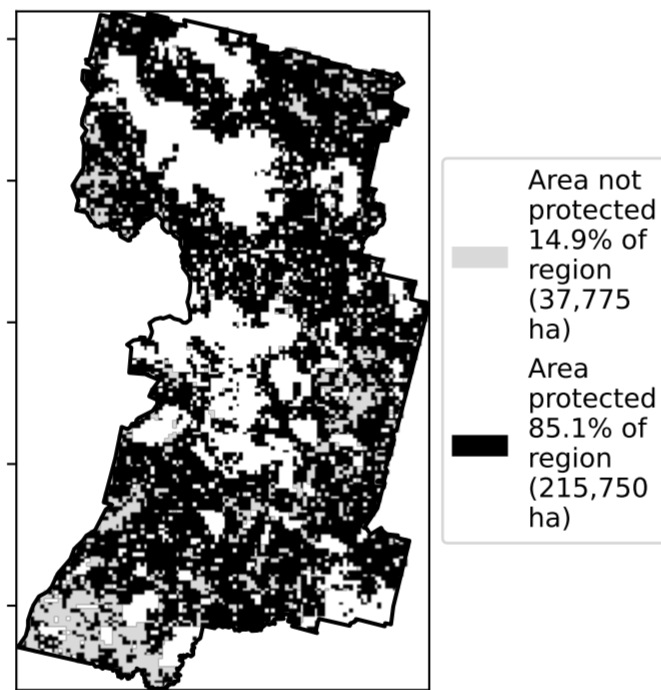 Area not
protected
14.9% of
region
(37,775
ha)
Area
protected
85.1% of
region
(215,750
ha)